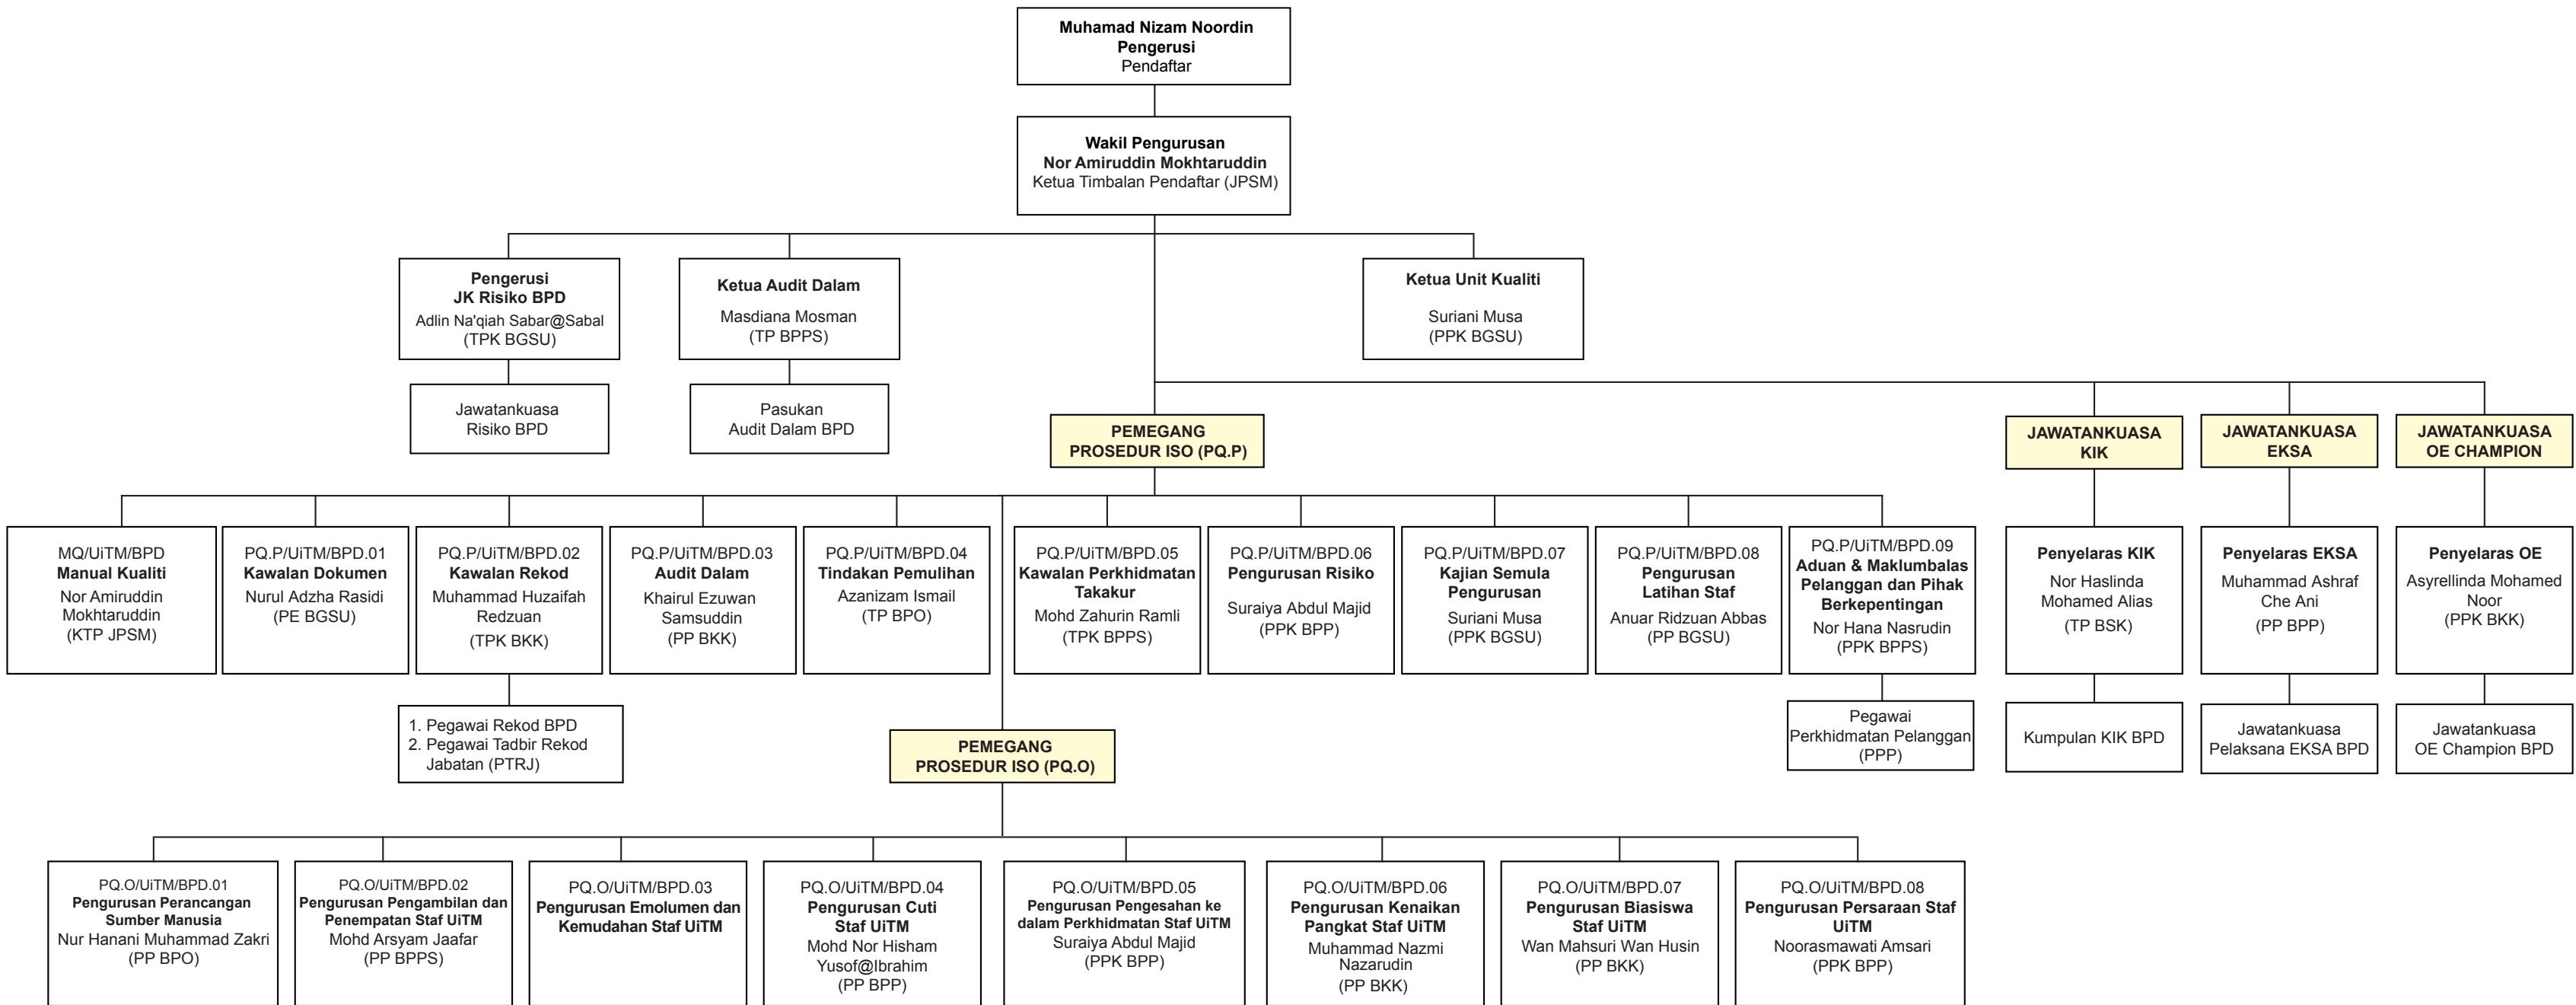 Muhamad Nizam Noordin
Pengerusi
Pendaftar
Wakil Pengurusan
Nor Amiruddin Mokhtaruddin
Ketua Timbalan Pendaftar (JPSM)
Pengerusi
JK Risiko BPD
Adlin Na'qiah Sabar@Sabal
(TPK BGSU)
Ketua Audit Dalam
Masdiana Mosman
(TP BPPS)
Ketua Unit Kualiti
Suriani Musa
(PPK BGSU)
Jawatankuasa
Risiko BPD
Pasukan
Audit Dalam BPD
PEMEGANG
PROSEDUR ISO (PQ.P)
JAWATANKUASA
KIK
JAWATANKUASA
EKSA
JAWATANKUASA
OE CHAMPION
MQ/UiTM/BPD
Manual Kualiti
Nor Amiruddin
Mokhtaruddin
(KTP JPSM)
PQ.P/UiTM/BPD.01
Kawalan Dokumen
Nurul Adzha Rasidi
(PE BGSU)
PQ.P/UiTM/BPD.02
Kawalan Rekod
Muhammad Huzaifah
Redzuan
(TPK BKK)
PQ.P/UiTM/BPD.03
Audit Dalam
Khairul Ezuwan
Samsuddin
(PP BKK)
PQ.P/UiTM/BPD.04
Tindakan Pemulihan
Azanizam Ismail
(TP BPO)
PQ.P/UiTM/BPD.05
Kawalan Perkhidmatan
Takakur
Mohd Zahurin Ramli
(TPK BPPS)
PQ.P/UiTM/BPD.06
Pengurusan Risiko
Suraiya Abdul Majid
(PPK BPP)
PQ.P/UiTM/BPD.07
Kajian Semula
Pengurusan
Suriani Musa
(PPK BGSU)
PQ.P/UiTM/BPD.08
Pengurusan
Latihan Staf
Anuar Ridzuan Abbas
(PP BGSU)
PQ.P/UiTM/BPD.09
Aduan & Maklumbalas
Pelanggan dan Pihak
Berkepentingan
Nor Hana Nasrudin
(PPK BPPS)
Penyelaras KIK
Nor Haslinda
Mohamed Alias
(TP BSK)
Penyelaras EKSA
Muhammad Ashraf
Che Ani
(PP BPP)
Penyelaras OE
Asyrellinda Mohamed
Noor
(PPK BKK)
1. Pegawai Rekod BPD
2. Pegawai Tadbir Rekod
Jabatan (PTRJ)
Pegawai
Perkhidmatan Pelanggan
(PPP)
Kumpulan KIK BPD
Jawatankuasa
Pelaksana EKSA BPD
Jawatankuasa
OE Champion BPD
PEMEGANG
PROSEDUR ISO (PQ.O)
PQ.O/UiTM/BPD.01
Pengurusan Perancangan
Sumber Manusia
Nur Hanani Muhammad Zakri
(PP BPO)
PQ.O/UiTM/BPD.02
Pengurusan Pengambilan dan
Penempatan Staf UiTM
Mohd Arsyam Jaafar
(PP BPPS)
PQ.O/UiTM/BPD.03
Pengurusan Emolumen dan
Kemudahan Staf UiTM
PQ.O/UiTM/BPD.04
Pengurusan Cuti
Staf UiTM
Mohd Nor Hisham
Yusof@Ibrahim
(PP BPP)
PQ.O/UiTM/BPD.05
Pengurusan Pengesahan ke
dalam Perkhidmatan Staf UiTM
Suraiya Abdul Majid
(PPK BPP)
PQ.O/UiTM/BPD.06
Pengurusan Kenaikan
Pangkat Staf UiTM
Muhammad Nazmi
Nazarudin
(PP BKK)
PQ.O/UiTM/BPD.07
Pengurusan Biasiswa
Staf UiTM
Wan Mahsuri Wan Husin
(PP BKK)
PQ.O/UiTM/BPD.08
Pengurusan Persaraan Staf
UiTM
Noorasmawati Amsari
(PPK BPP)